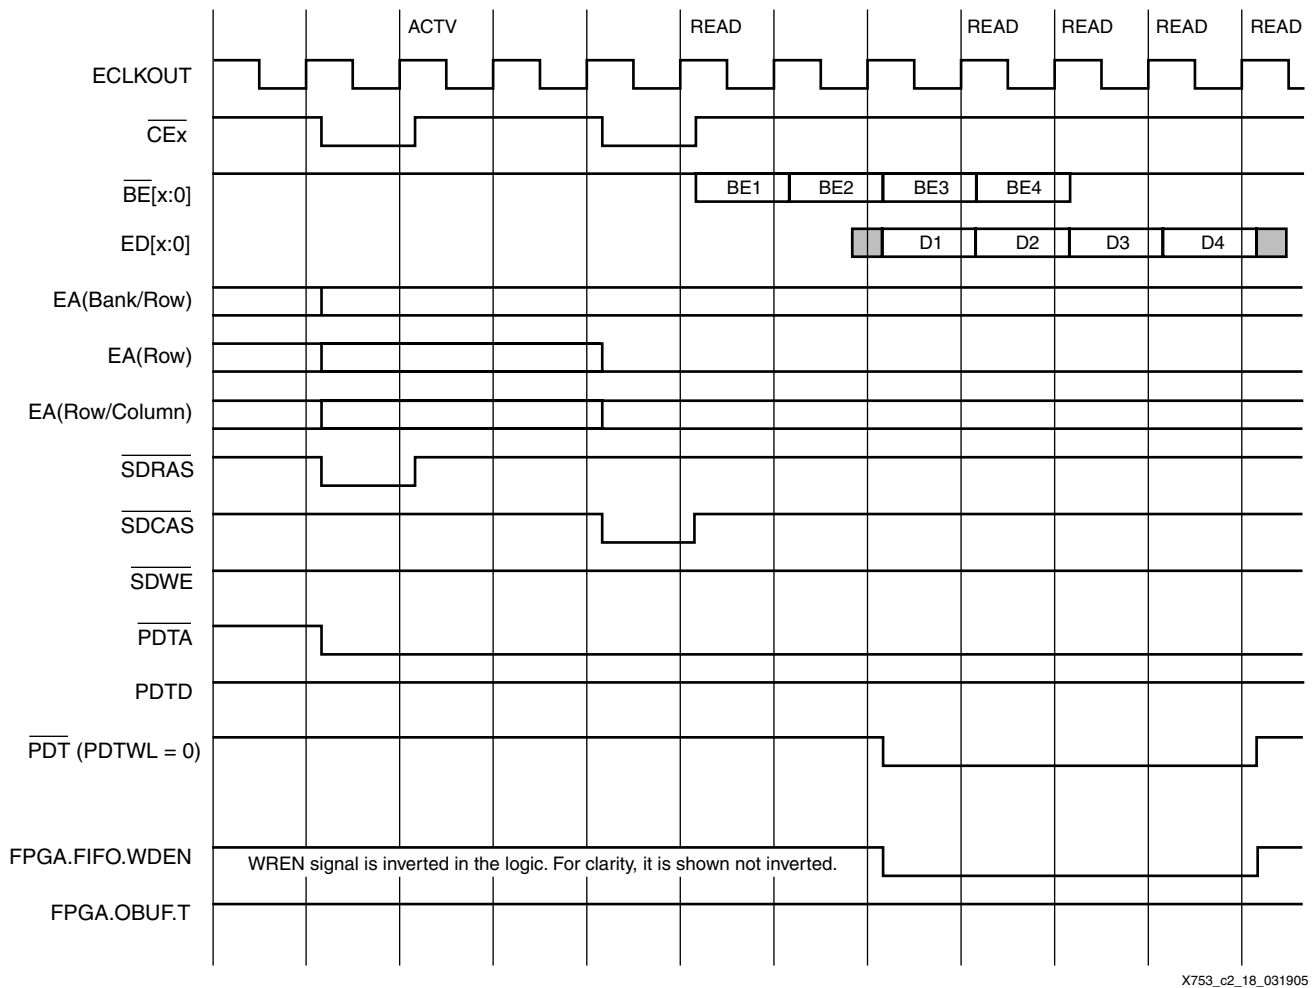 ACTV READ READ READ READ READ
ECLKOUT
CEx
BE[x:0] BE1 BE2 BE3 BE4
ED[x:0] D1 D2 D3 D4
EA(Bank/Row)
EA(Row)
EA(Row/Column)
SDRAS
SDCAS
SDWE
PDTA
PDTD
PDT (PDTWL = 0)
FPGA.FIFO.WDEN
WREN signal is inverted in the logic. For clarity, it is shown not inverted.
FPGA.OBUF.T
X753_c2_18_031905